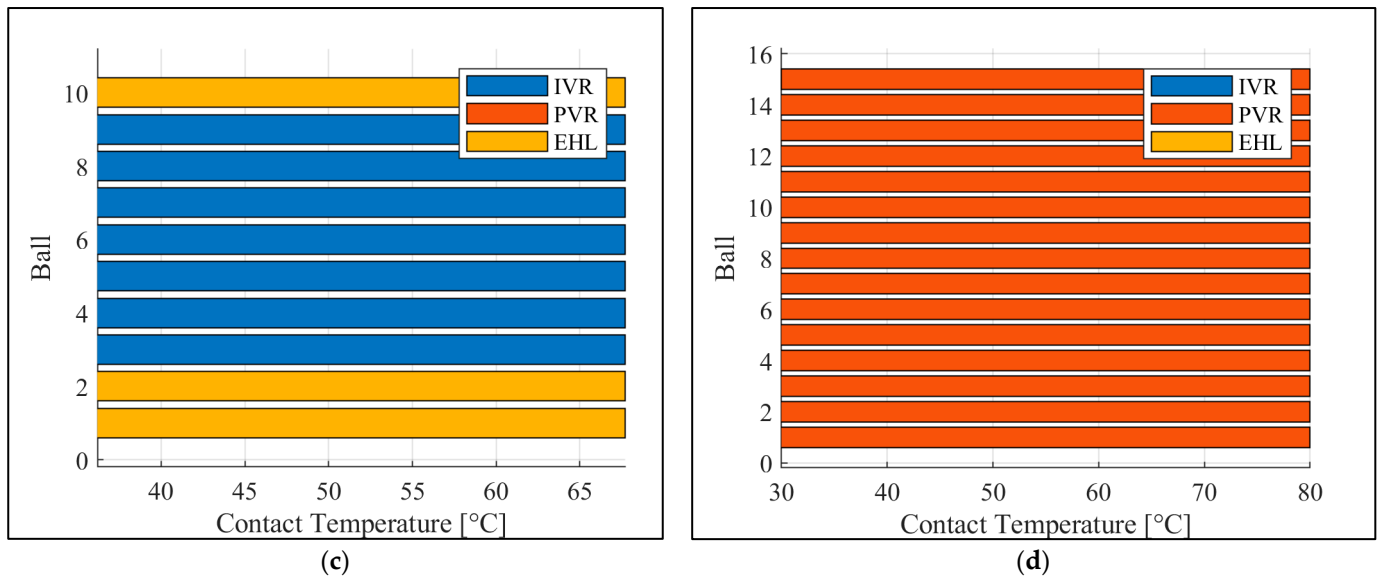 10
8
6
4
2
0
Ball
IVR
PVR
EHL
40 45 50 55 60 65
Contact Temperature [°C]
(c)
16
14
12
10
8
6
4
2
0
Ball
IVR
PVR
EHL
30 40 50 60 70 80
Contact Temperature [°C]
(d)